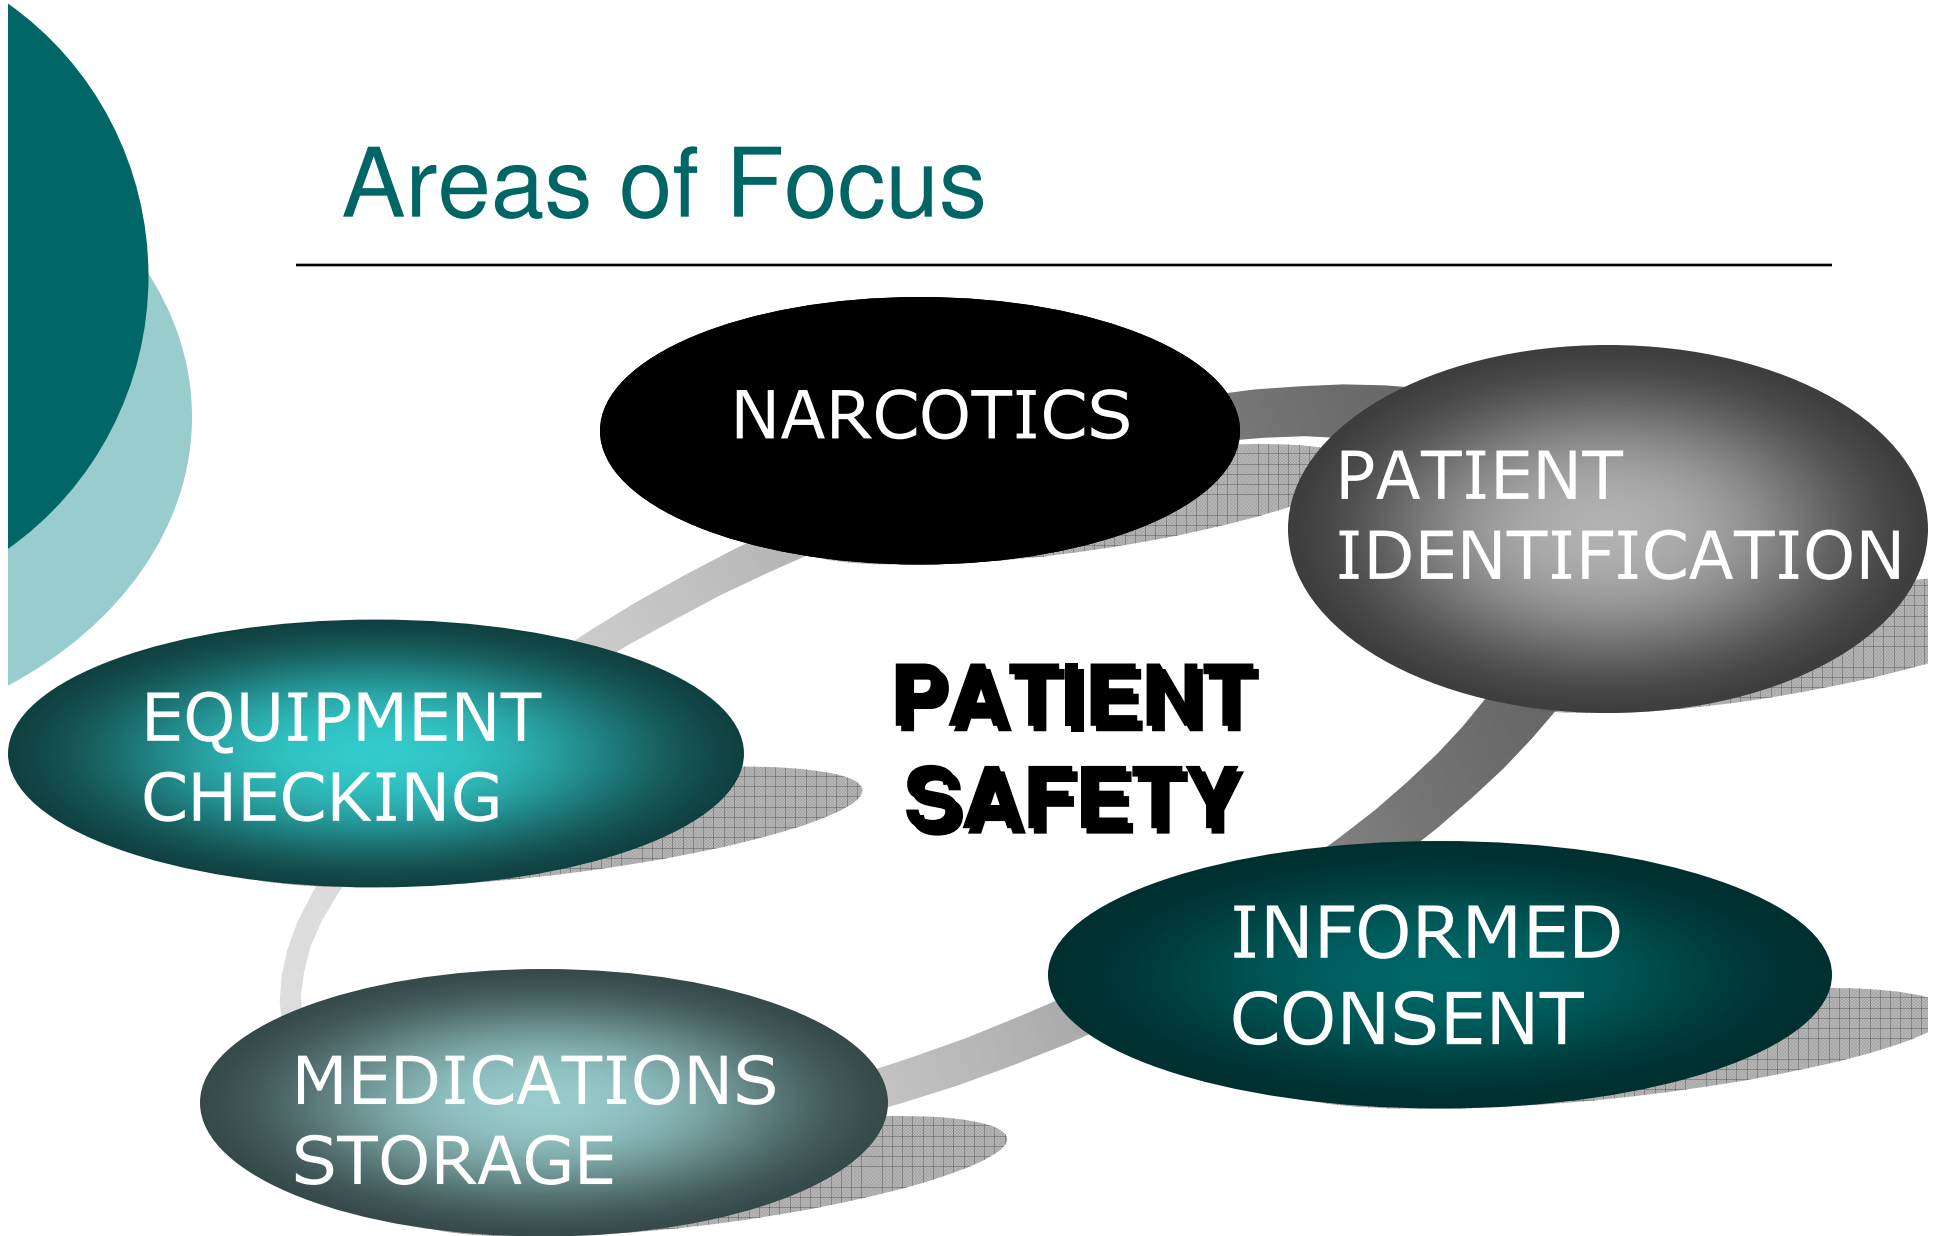 Areas of Focus
NARCOTICS
PATIENT
IDENTIFICATION
EQUIPMENT
CHECKING
PATIENT
SAFETY
INFORMED
CONSENT
MEDICATIONS
STORAGE